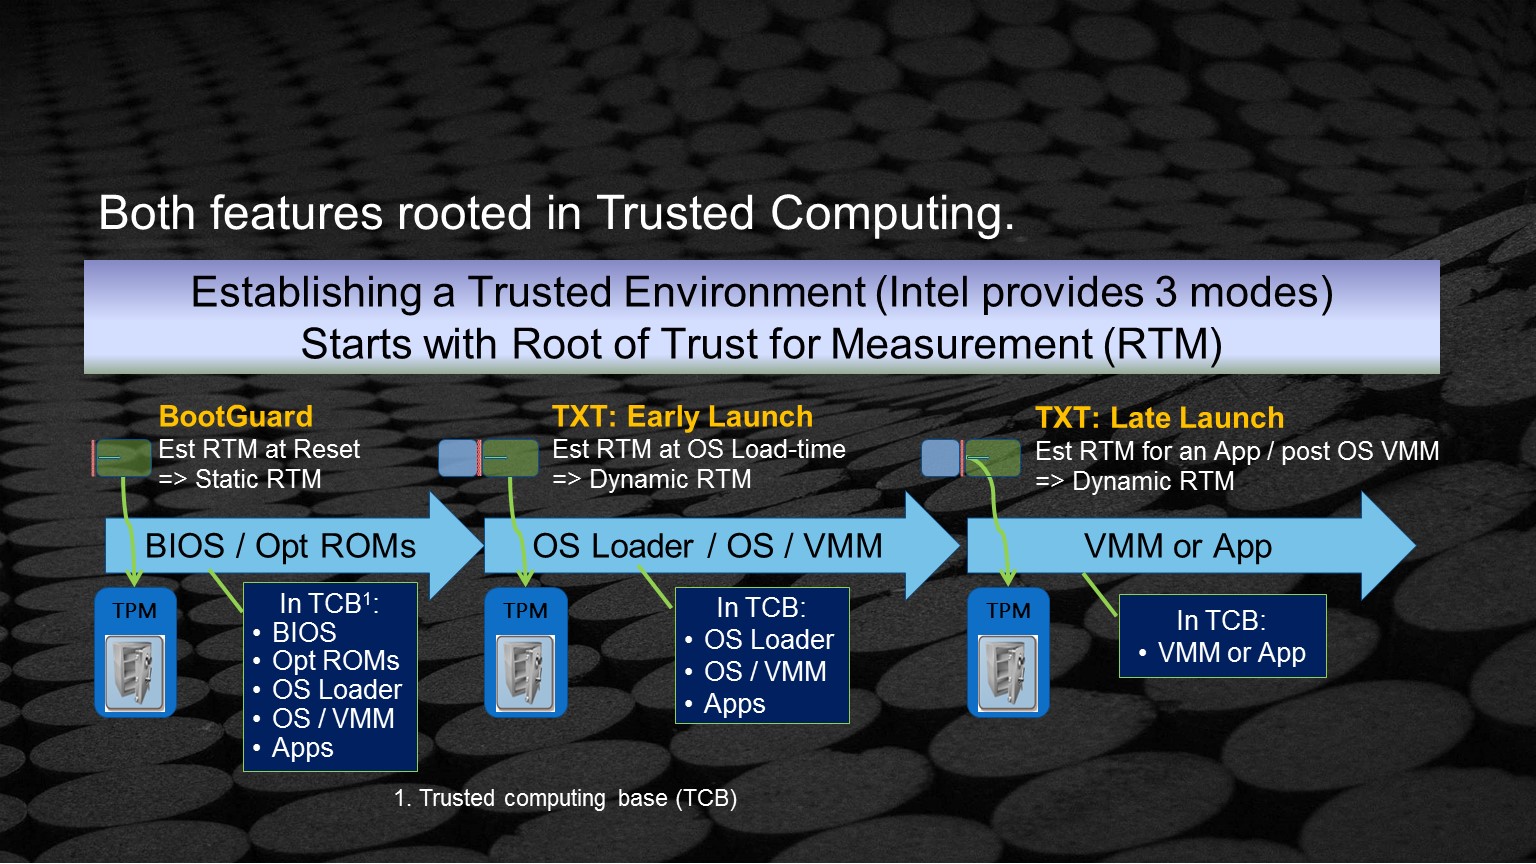 Both features rooted in Trusted Computing.
Establishing a Trusted Environment (Intel provides 3 modes)
Starts with Root of Trust for Measurement (RTM)
BootGuard
Est RTM at Reset
=> Static RTM
TXT: Early Launch
Est RTM at OS Load-time
=> Dynamic RTM
TXT: Late Launch
Est RTM for an App / post OS VMM
=> Dynamic RTM
BIOS / Opt ROMs
OS Loader / OS / VMM
VMM or App
TPM
In TCB¹:
• BIOS
• Opt ROMs
• OS Loader
• OS / VMM
• Apps
TPM
In TCB:
• OS Loader
• OS / VMM
• Apps
TPM
In TCB:
• VMM or App
1. Trusted computing base (TCB)